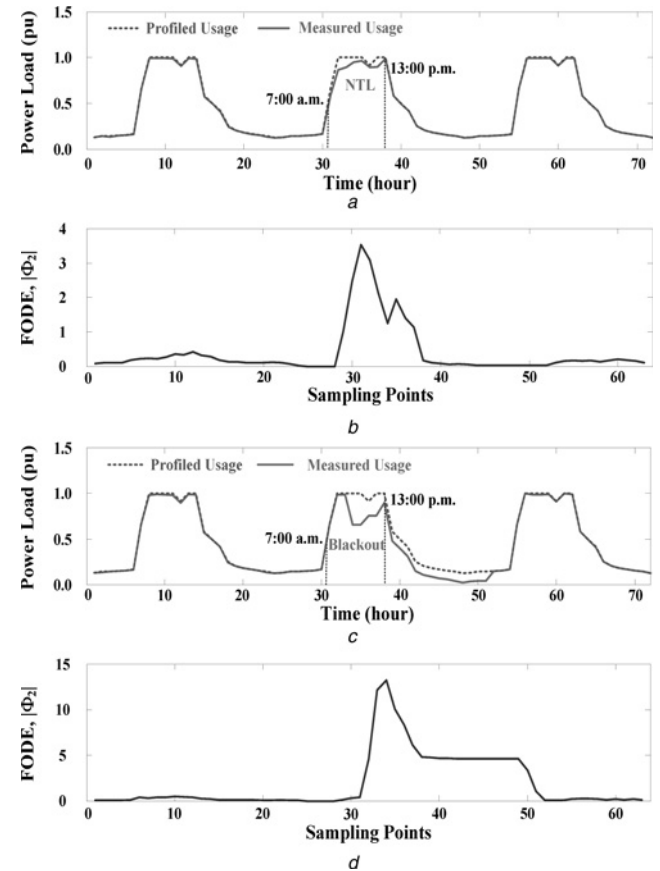 Profiled Usage Measured Usage
Power Load (pu)
1.5
1.0
0.5
0.0
7:00 a.m.
NTL
13:00 p.m.
0 10 20 30 40 50 60 70
Time (hour)
a
FODE, |Φ2|
4
3
2
1
0
0 10 20 30 40 50 60
Sampling Points
b
Profiled Usage Measured Usage
Power Load (pu)
1.5
1.0
0.5
0.0
7:00 a.m.
Blackout
13:00 p.m.
0 10 20 30 40 50 60 70
Time (hour)
c
FODE, |Φ2|
15
10
5
0
0 10 20 30 40 50 60
Sampling Points
d